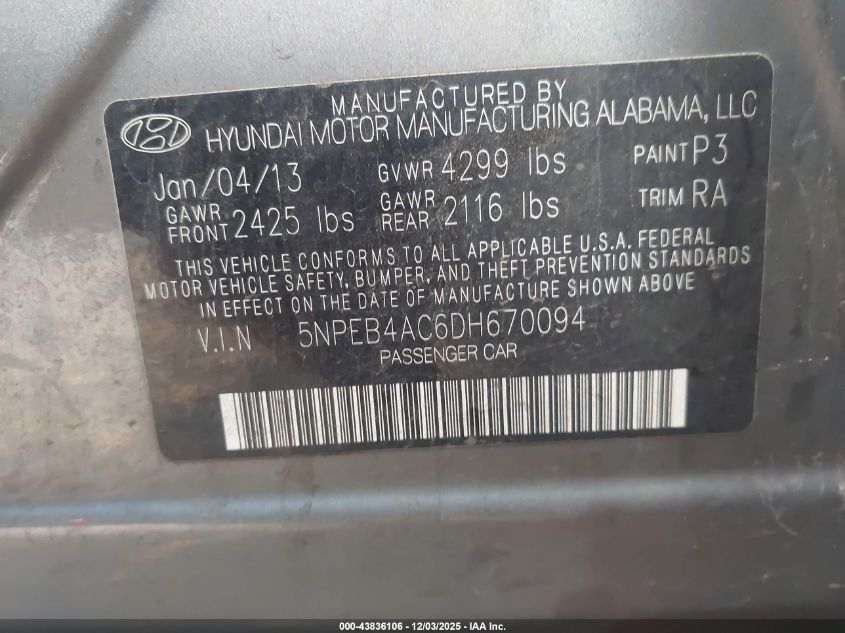 MANUFACTURED BY
HYUNDAI MOTOR MANUFACTURING ALABAMA, LLC
Jan/04/13 GVWR 4299 lbs PAINT P3
GAWR FRONT 2425 lbs GAWR REAR 2116 lbs TRIM RA
THIS VEHICLE CONFORMS TO ALL APPLICABLE U.S.A. FEDERAL
MOTOR VEHICLE SAFETY, BUMPER, AND THEFT PREVENTION STANDARDS
IN EFFECT ON THE DATE OF MANUFACTURE SHOWN ABOVE
V.I.N 5NPEB4AC6DH670094
PASSENGER CAR
000-43836106 - 12/03/2025 - IAA Inc.